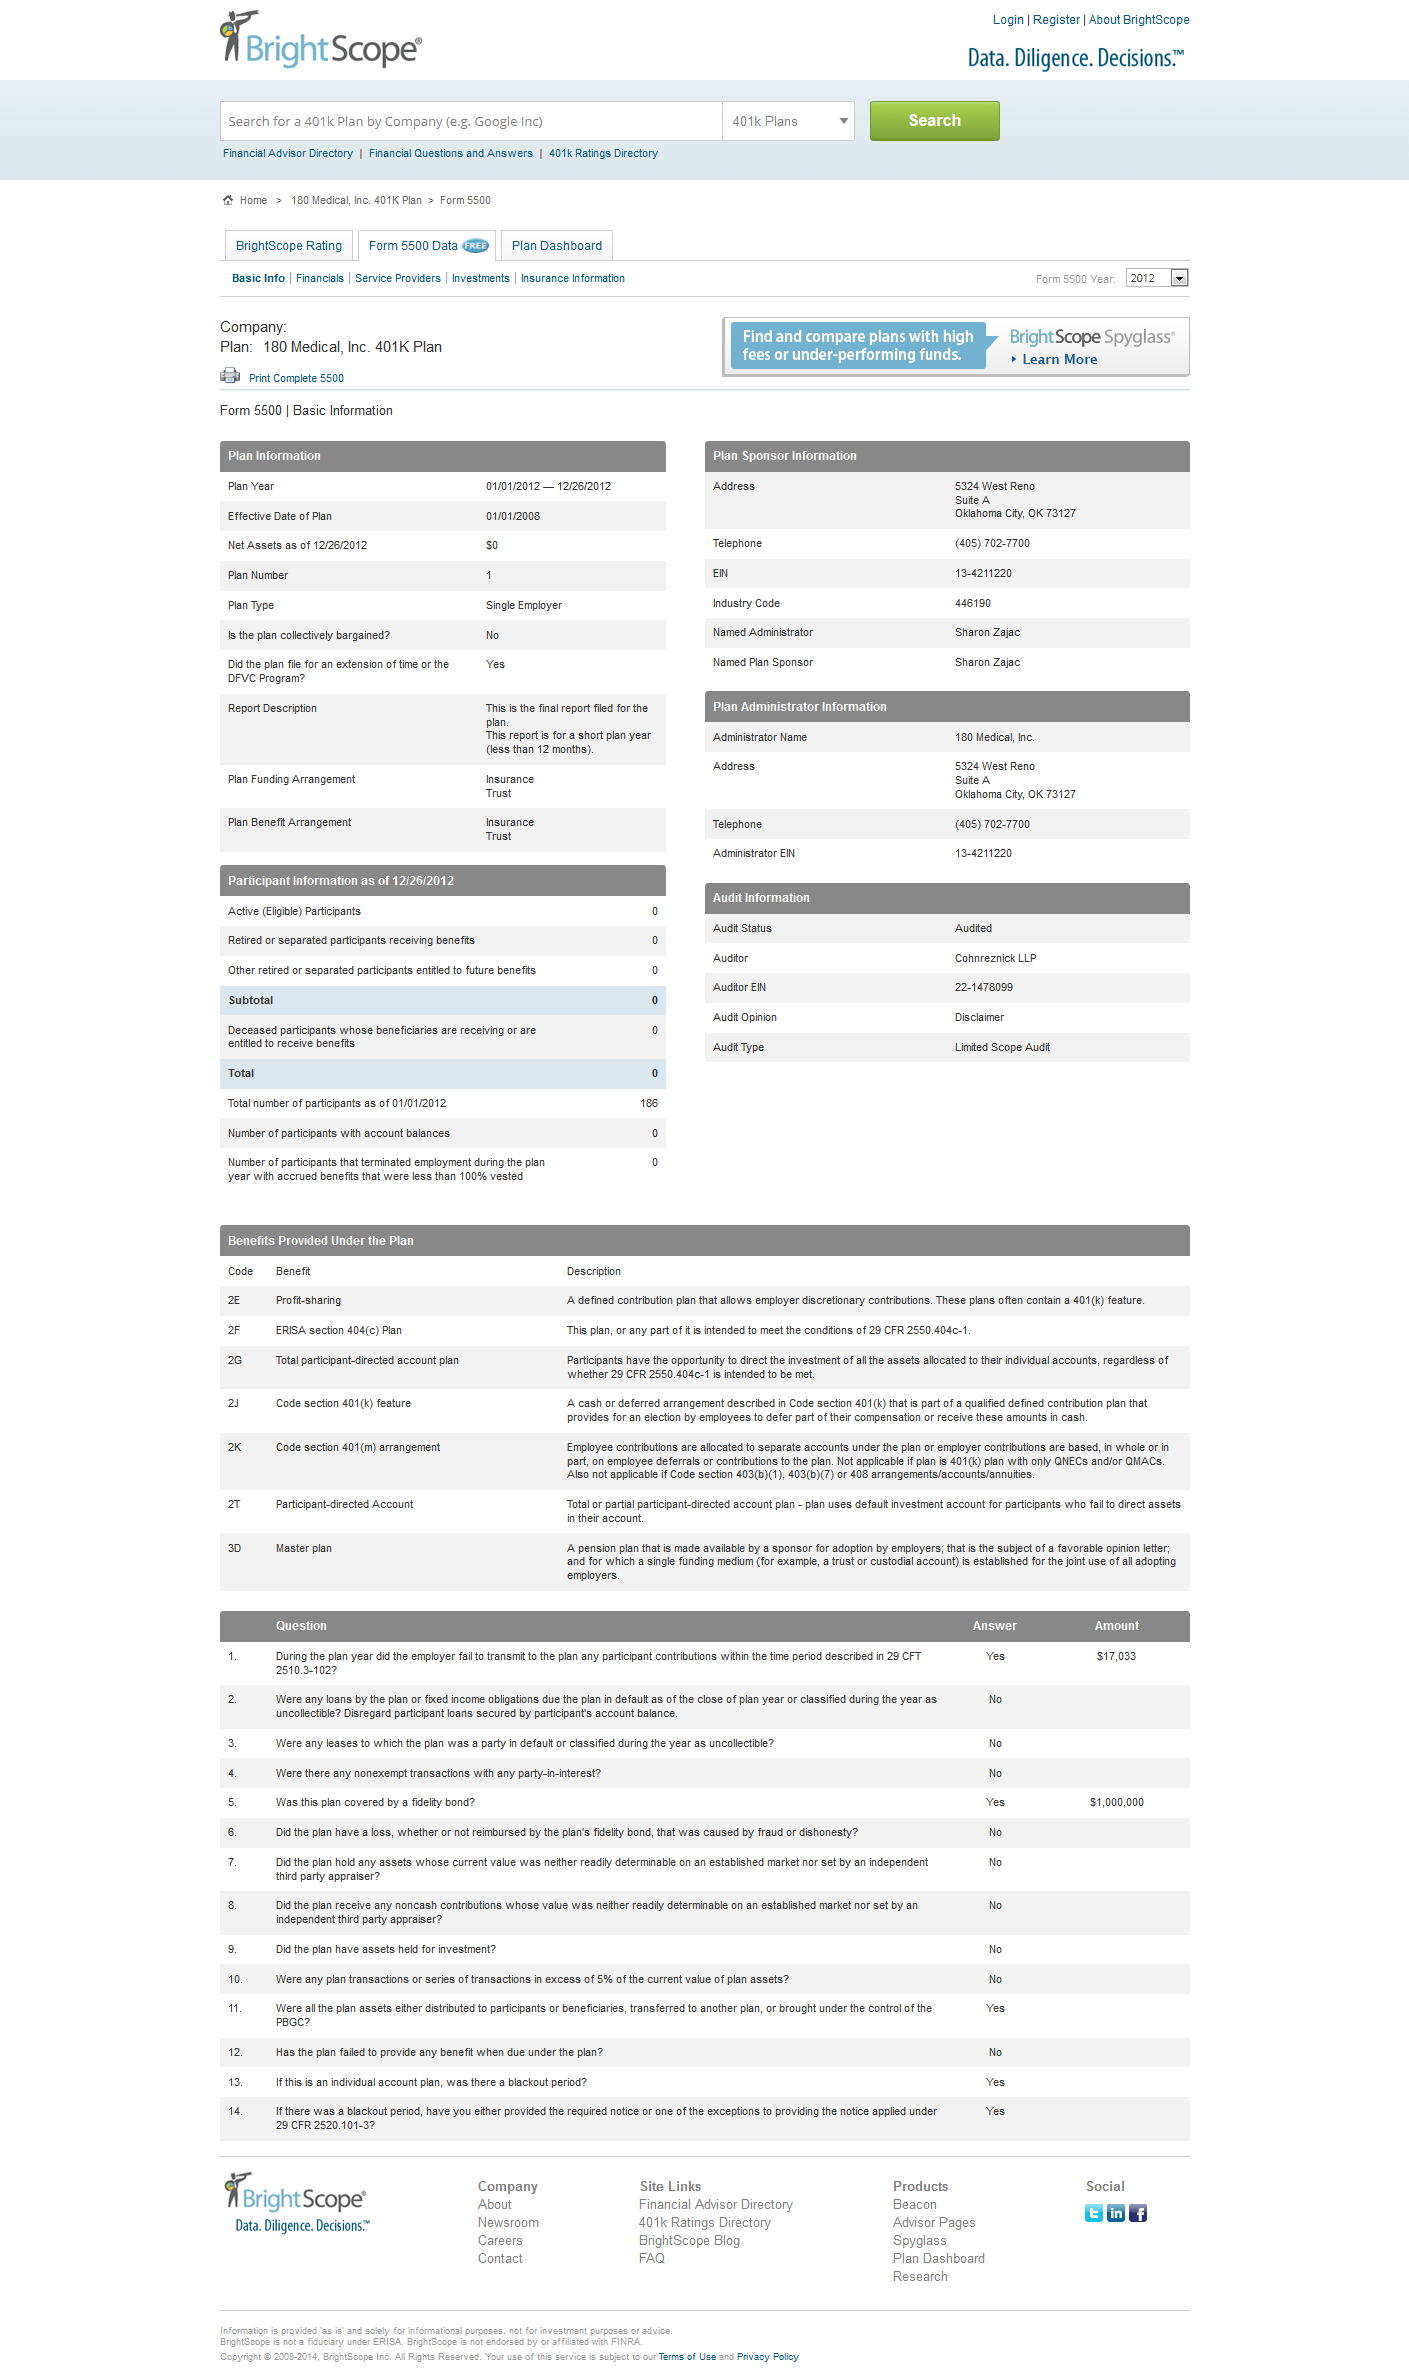 BrightScope®
Login | Register | About BrightScope
Data. Diligence. Decisions.™
Search for a 401k Plan by Company (e.g. Google Inc)
401k Plans
Search
Financial Advisor Directory | Financial Questions and Answers | 401k Ratings Directory
Home > 180 Medical, Inc. 401K Plan > Form 5500
BrightScope Rating
Form 5500 Data FREE
Plan Dashboard
Basic Info | Financials | Service Providers | Investments | Insurance Information
Form 5500 Year: 2012
Company:
Plan: 180 Medical, Inc. 401K Plan
Print Complete 5500
Find and compare plans with high
fees or under-performing funds.
BrightScope Spyglass®
Learn More
Form 5500 | Basic Information
Plan Information
Plan Year 01/01/2012 — 12/26/2012
Effective Date of Plan 01/01/2008
Net Assets as of 12/26/2012 $0
Plan Number 1
Plan Type Single Employer
Is the plan collectively bargained? No
Did the plan file for an extension of time or the Yes
DFVC Program?
Report Description This is the final report filed for the
plan.
This report is for a short plan year
(less than 12 months).
Plan Funding Arrangement Insurance
Trust
Plan Benefit Arrangement Insurance
Trust
Participant Information as of 12/26/2012
Active (Eligible) Participants 0
Retired or separated participants receiving benefits 0
Other retired or separated participants entitled to future benefits 0
Subtotal 0
Deceased participants whose beneficiaries are receiving or are 0
entitled to receive benefits
Total 0
Total number of participants as of 01/01/2012 186
Number of participants with account balances 0
Number of participants that terminated employment during the plan 0
year with accrued benefits that were less than 100% vested
Plan Sponsor Information
Address 5324 West Reno
Suite A
Oklahoma City, OK 73127
Telephone (405) 702-7700
EIN 13-4211220
Industry Code 446190
Named Administrator Sharon Zajac
Named Plan Sponsor Sharon Zajac
Plan Administrator Information
Administrator Name 180 Medical, Inc.
Address 5324 West Reno
Suite A
Oklahoma City, OK 73127
Telephone (405) 702-7700
Administrator EIN 13-4211220
Audit Information
Audit Status Audited
Auditor Cohnreznick LLP
Auditor EIN 22-1478099
Audit Opinion Disclaimer
Audit Type Limited Scope Audit
Benefits Provided Under the Plan
Code Benefit Description
2E Profit-sharing A defined contribution plan that allows employer discretionary contributions. These plans often contain a 401(k) feature.
2F ERISA section 404(c) Plan This plan, or any part of it is intended to meet the conditions of 29 CFR 2550.404c-1.
2G Total participant-directed account plan Participants have the opportunity to direct the investment of all the assets allocated to their individual accounts, regardless of
whether 29 CFR 2550.404c-1 is intended to be met.
2J Code section 401(k) feature A cash or deferred arrangement described in Code section 401(k) that is part of a qualified defined contribution plan that
provides for an election by employees to defer part of their compensation or receive these amounts in cash.
2K Code section 401(m) arrangement Employee contributions are allocated to separate accounts under the plan or employer contributions are based, in whole or in
part, on employee deferrals or contributions to the plan. Not applicable if plan is 401(k) plan with only QNECs and/or QMACs.
Also not applicable if Code section 403(b)(1), 403(b)(7) or 408 arrangements/accounts/annuities.
2T Participant-directed Account Total or partial participant-directed account plan - plan uses default investment account for participants who fail to direct assets
in their account.
3D Master plan A pension plan that is made available by a sponsor for adoption by employers; that is the subject of a favorable opinion letter;
and for which a single funding medium (for example, a trust or custodial account) is established for the joint use of all adopting
employers.
Question Answer Amount
1. During the plan year did the employer fail to transmit to the plan any participant contributions within the time period described in 29 CFT Yes $17,033
2510.3-102?
2. Were any loans by the plan or fixed income obligations due the plan in default as of the close of plan year or classified during the year as No
uncollectible? Disregard participant loans secured by participant's account balance.
3. Were any leases to which the plan was a party in default or classified during the year as uncollectible? No
4. Were there any nonexempt transactions with any party-in-interest? No
5. Was this plan covered by a fidelity bond? Yes $1,000,000
6. Did the plan have a loss, whether or not reimbursed by the plan's fidelity bond, that was caused by fraud or dishonesty? No
7. Did the plan hold any assets whose current value was neither readily determinable on an established market nor set by an independent No
third party appraiser?
8. Did the plan receive any noncash contributions whose value was neither readily determinable on an established market nor set by an No
independent third party appraiser?
9. Did the plan have assets held for investment? No
10. Were any plan transactions or series of transactions in excess of 5% of the current value of plan assets? No
11. Were all the plan assets either distributed to participants or beneficiaries, transferred to another plan, or brought under the control of the Yes
PBGC?
12. Has the plan failed to provide any benefit when due under the plan? No
13. If this is an individual account plan, was there a blackout period? Yes
14. If there was a blackout period, have you either provided the required notice or one of the exceptions to providing the notice applied under Yes
29 CFR 2520.101-3?
BrightScope®
Data. Diligence. Decisions.™
Company
About
Newsroom
Careers
Contact
Site Links
Financial Advisor Directory
401k Ratings Directory
BrightScope Blog
FAQ
Products
Beacon
Advisor Pages
Spyglass
Plan Dashboard
Research
Social
Information is provided 'as is' and solely for informational purposes, not for investment purposes or advice.
BrightScope is not a fiduciary under ERISA. BrightScope is not endorsed by or affiliated with FINRA.
Copyright © 2008-2014, BrightScope Inc. All Rights Reserved. Your use of this service is subject to our Terms of Use and Privacy Policy